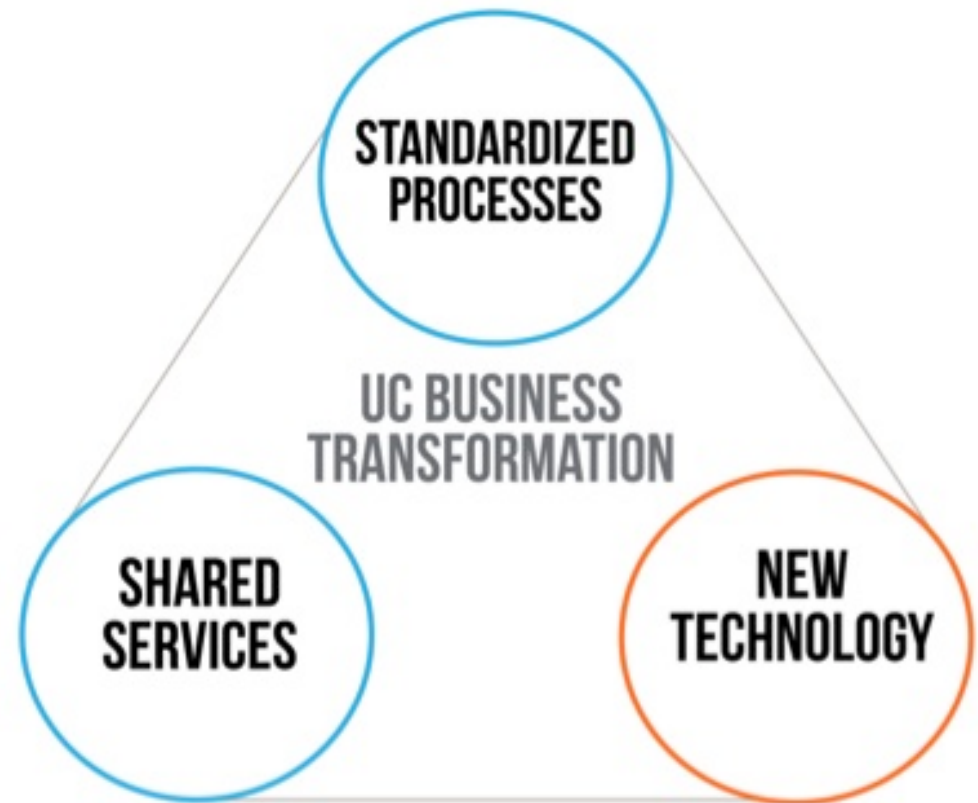 STANDARDIZED
PROCESSES
UC BUSINESS
TRANSFORMATION
SHARED
SERVICES
NEW
TECHNOLOGY